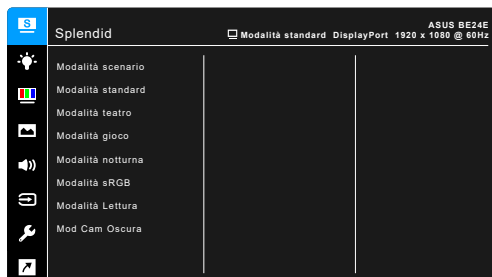 S
Splendid
ASUS BE24E
Modalità standard DisplayPort 1920 x 1080 @ 60Hz
Modalità scenario
Modalità standard
Modalità teatro
Modalità gioco
Modalità notturna
Modalità sRGB
Modalità Lettura
Mod Cam Oscura